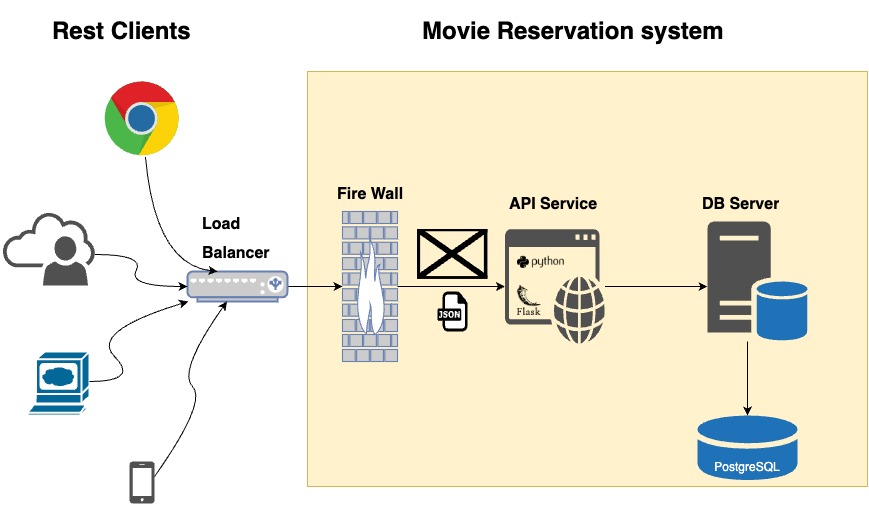 Rest Clients
Movie Reservation system
Load
Balancer
Fire Wall
JSON
API Service
python
Flask
DB Server
PostgreSQL